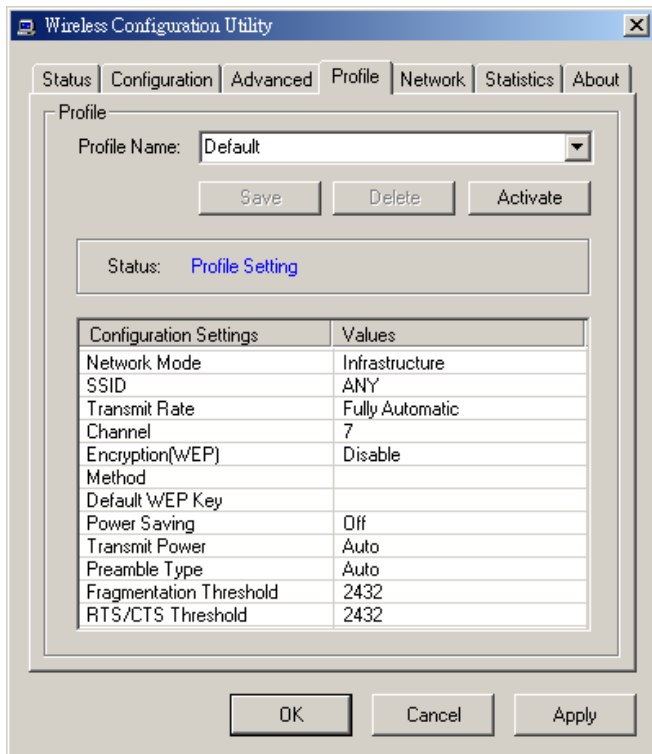 Wireless Configuration Utility
Status Configuration Advanced Profile Network Statistics About
Profile
Profile Name: Default
Save Delete Activate
Status: Profile Setting
Configuration Settings Values
Network Mode Infrastructure
SSID ANY
Transmit Rate Fully Automatic
Channel 7
Encryption(WEP) Disable
Method
Default WEP Key
Power Saving Off
Transmit Power Auto
Preamble Type Auto
Fragmentation Threshold 2432
RTS/CTS Threshold 2432
OK Cancel Apply